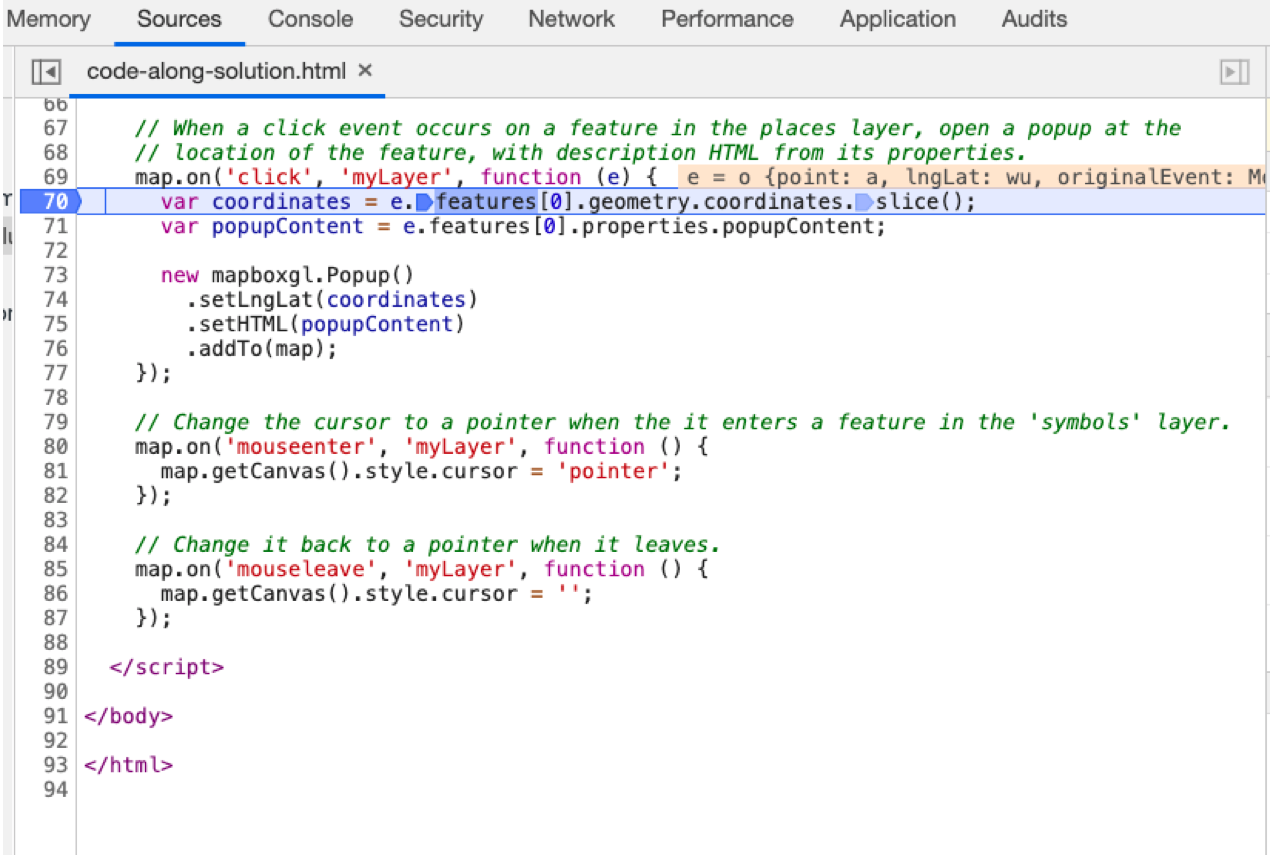 Memory Sources Console Security Network Performance Application Audits
code-along-solution.html ×
66
67 // When a click event occurs on a feature in the places layer, open a popup at the
68 // location of the feature, with description HTML from its properties.
69 map.on('click', 'myLayer', function (e) { e = o {point: a, lngLat: wu, originalEvent:
70 var coordinates = e.features[0].geometry.coordinates.slice();
71 var popupContent = e.features[0].properties.popupContent;
72
73 new mapboxgl.Popup()
74 .setLngLat(coordinates)
75 .setHTML(popupContent)
76 .addTo(map);
77 });
78
79 // Change the cursor to a pointer when the it enters a feature in the 'symbols' layer.
80 map.on('mouseenter', 'myLayer', function () {
81 map.getCanvas().style.cursor = 'pointer';
82 });
83
84 // Change it back to a pointer when it leaves.
85 map.on('mouseleave', 'myLayer', function () {
86 map.getCanvas().style.cursor = '';
87 });
88
89 </script>
90
91 </body>
92
93 </html>
94